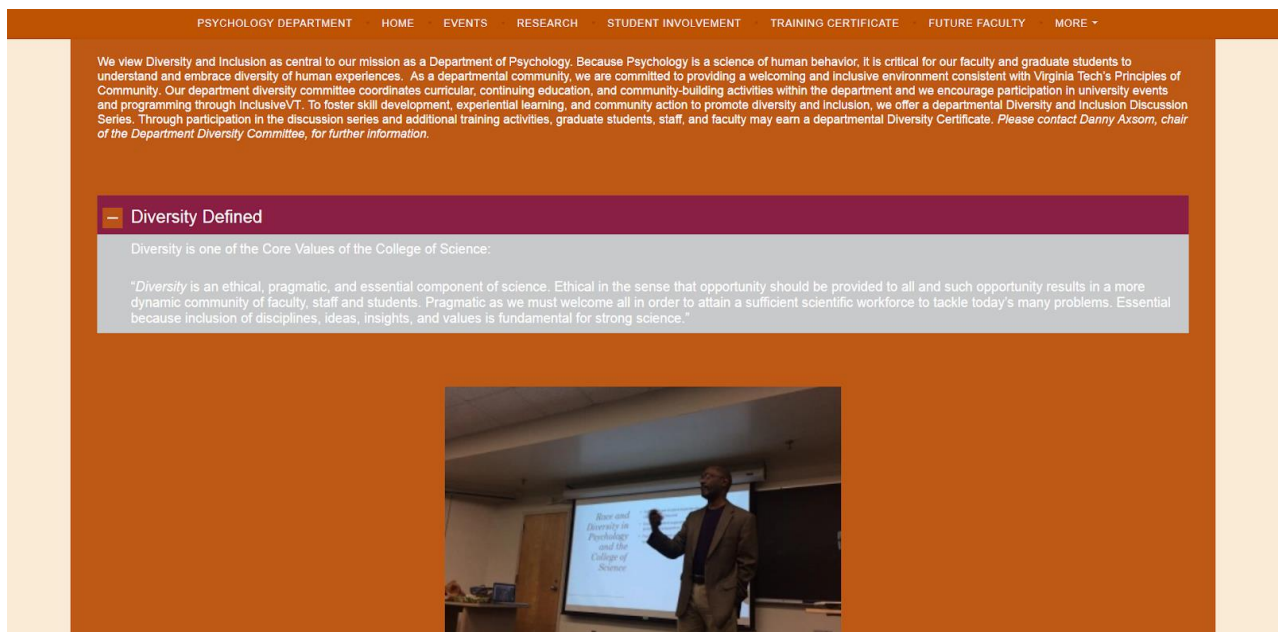 PSYCHOLOGY DEPARTMENT HOME EVENTS RESEARCH STUDENT INVOLVEMENT TRAINING CERTIFICATE FUTURE FACULTY MORE
We view Diversity and Inclusion as central to our mission as a Department of Psychology. Because Psychology is a science of human behavior, it is critical for our faculty and graduate students to
understand and embrace diversity of human experiences. As a departmental community, we are committed to providing a welcoming and inclusive environment consistent with Virginia Tech's Principles of
Community. Our department diversity committee coordinates curricular, continuing education, and community-building activities within the department and we encourage participation in university events
and programming through InclusiveVT. To foster skill development, experiential learning, and community action to promote diversity and inclusion, we offer a departmental Diversity and Inclusion Discussion
Series. Through participation in the discussion series and additional training activities, graduate students, staff, and faculty may earn a departmental Diversity Certificate. Please contact Danny Axsom, chair
of the Department Diversity Committee, for further information.
Diversity Defined
Diversity is one of the Core Values of the College of Science:
"Diversity is an ethical, pragmatic, and essential component of science. Ethical in the sense that opportunity should be provided to all and such opportunity results in a more
dynamic community of faculty, staff and students. Pragmatic as we must welcome all in order to attain a sufficient scientific workforce to tackle today's many problems. Essential
because inclusion of disciplines, ideas, insights, and values is fundamental for strong science."
Race and
Diversity in
Psychology
and the
College of
Science